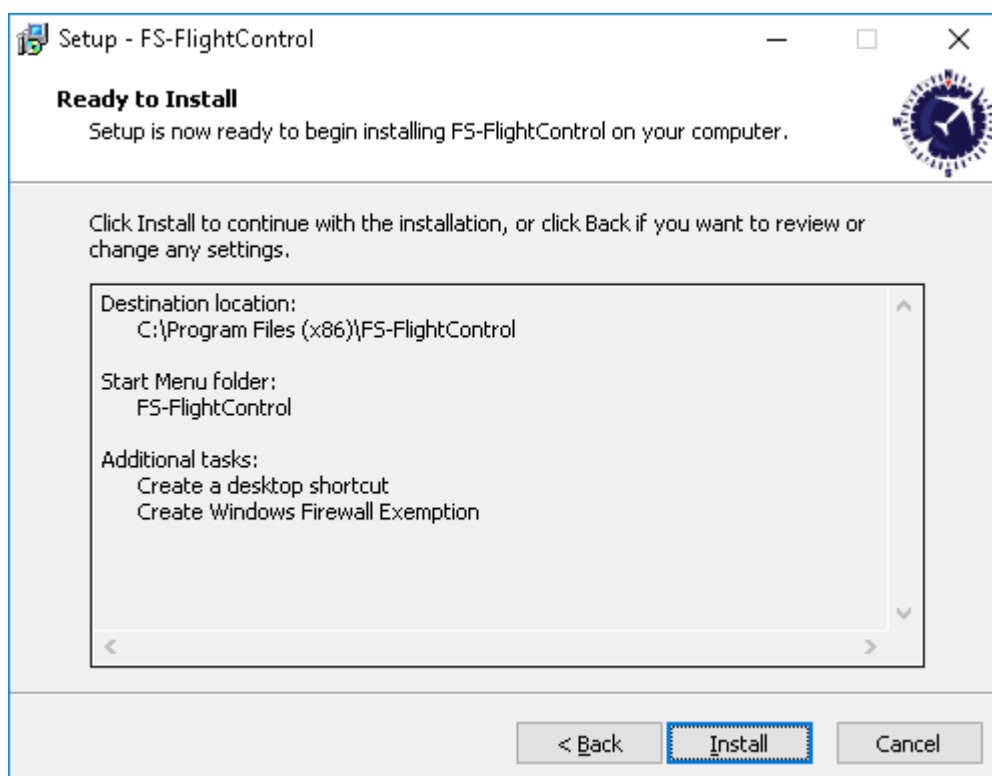 Setup - FS-FlightControl
Ready to Install
Setup is now ready to begin installing FS-FlightControl on your computer.
Click Install to continue with the installation, or click Back if you want to review or
change any settings.
Destination location:
C:\Program Files (x86)\FS-FlightControl
Start Menu folder:
FS-FlightControl
Additional tasks:
Create a desktop shortcut
Create Windows Firewall Exemption
< Back
Install
Cancel